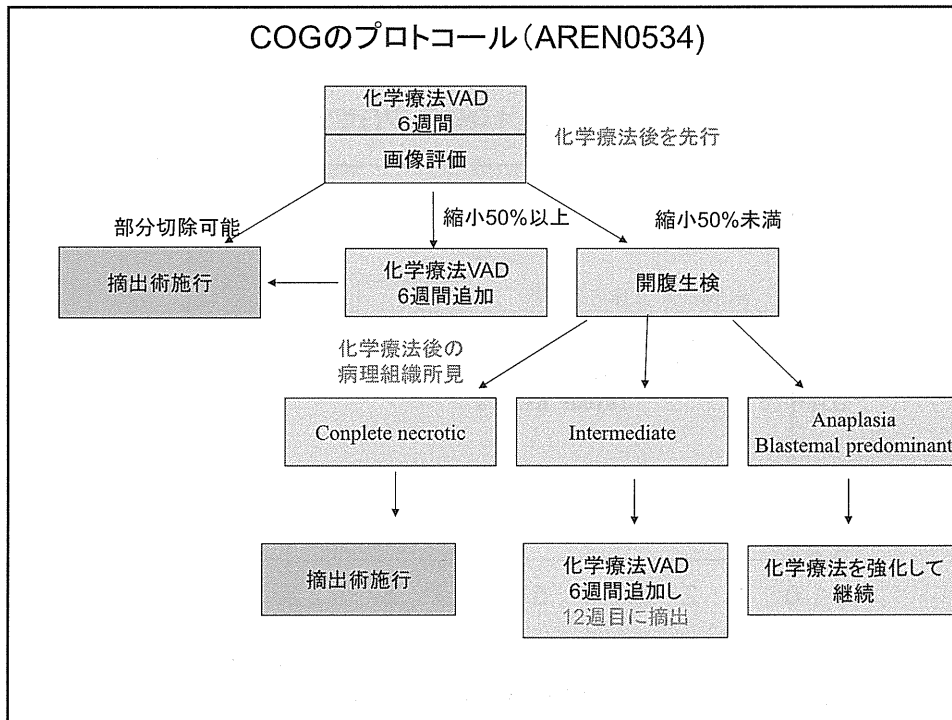 COGのプロトコール（AREN0534）
化学療法VAD
6週間
画像評価
化学療法後を先行
部分切除可能
縮小50%以上
縮小50%未満
摘出術施行
化学療法VAD
6週間追加
開腹生検
化学療法後の
病理組織所見
Conplete necrotic
Intermediate
Anaplasia
Blastemal predominant
摘出術施行
化学療法VAD
6週間追加し
12週目に摘出
化学療法を強化して
継続